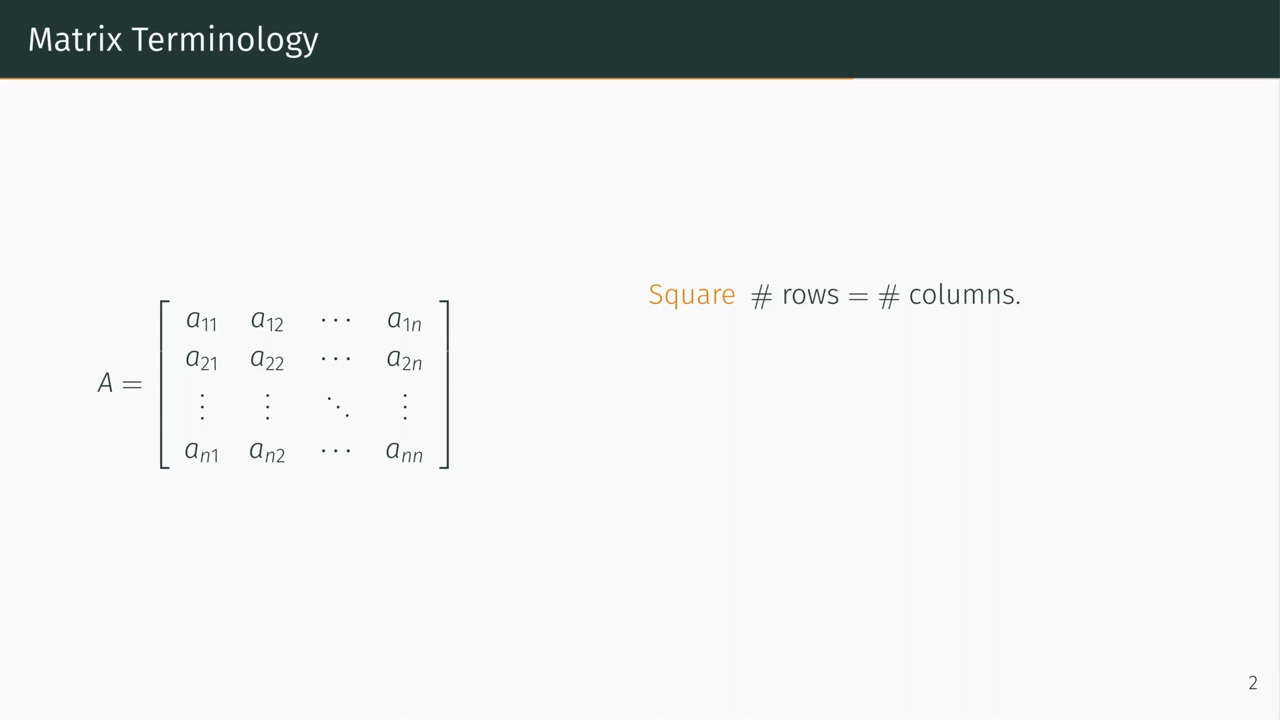 Matrix Terminology
Square # rows = # columns.
A =
a11 a12 ⋯ a1n
a21 a22 ⋯ a2n
⋮ ⋮ ⋱ ⋮
an1 an2 ⋯ ann
2